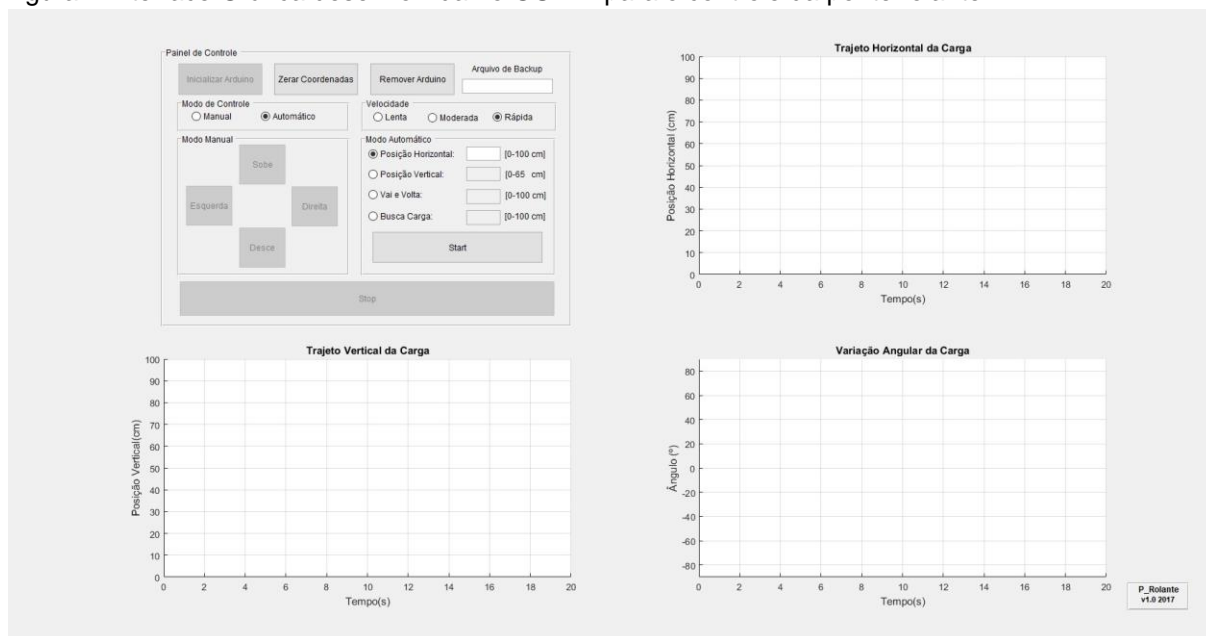 Painel de Controle
Inicializar Arduino
Zerar Coordenadas
Remover Arduino
Arquivo de Backup
Modo de Controle
Manual
Automático
Velocidade
Lenta
Moderada
Rápida
Modo Manual
Sobe
Esquerda
Direita
Desce
Modo Automático
Posição Horizontal: [0-100 cm]
Posição Vertical: [0-65 cm]
Vai e Volta: [0-100 cm]
Busca Carga: [0-100 cm]
Start
Stop
Trajeto Horizontal da Carga
Posição Horizontal (cm)
100
90
80
70
60
50
40
30
20
10
0
0 2 4 6 8 10 12 14 16 18 20
Tempo(s)
Trajeto Vertical da Carga
Posição Vertical(cm)
100
90
80
70
60
50
40
30
20
10
0
0 2 4 6 8 10 12 14 16 18 20
Tempo(s)
Variação Angular da Carga
Ângulo (º)
80
60
40
20
0
-20
-40
-60
-80
0 2 4 6 8 10 12 14 16 18 20
Tempo(s)
P_Rolante
v1.0 2017